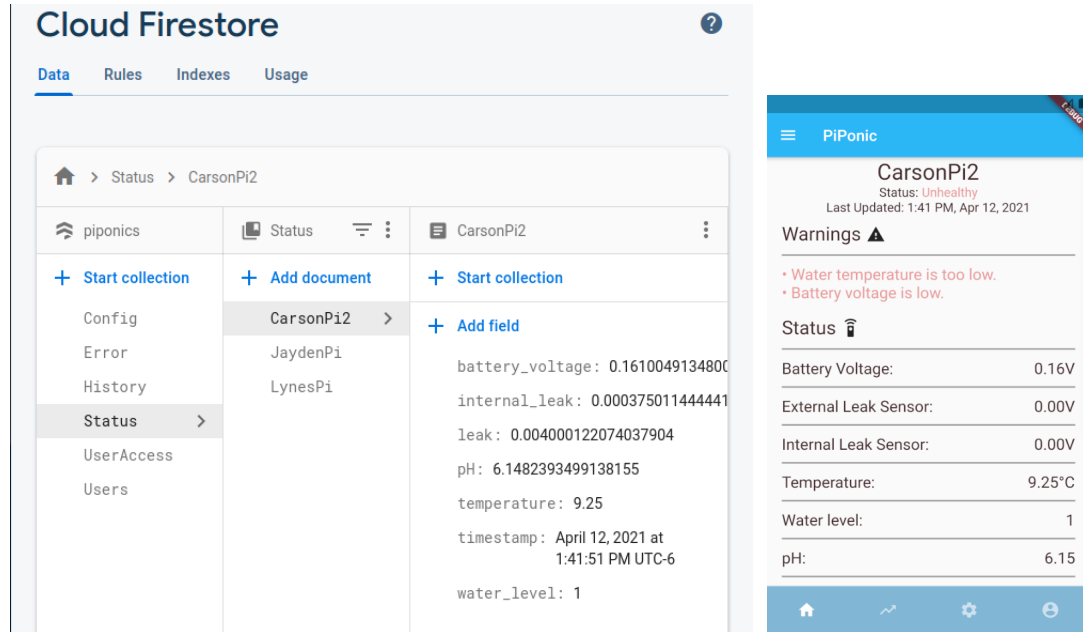 Cloud Firestore
?
Data Rules Indexes Usage
> Status > CarsonPi2
piponics
Status
CarsonPi2
+ Start collection
+ Add document
+ Start collection
Config
Error
History
Status >
UserAccess
Users
CarsonPi2 >
JaydenPi
LynesPi
+ Add field
battery_voltage: 0.1610049134800
internal_leak: 0.000375011444441
leak: 0.004000122074037904
pH: 6.1482393499138155
temperature: 9.25
timestamp: April 12, 2021 at
1:41:51 PM UTC-6
water_level: 1
PiPonic
CarsonPi2
Status: Unhealthy
Last Updated: 1:41 PM, Apr 12, 2021
Warnings
• Water temperature is too low.
• Battery voltage is low.
Status
Battery Voltage: 0.16V
External Leak Sensor: 0.00V
Internal Leak Sensor: 0.00V
Temperature: 9.25°C
Water level: 1
pH: 6.15